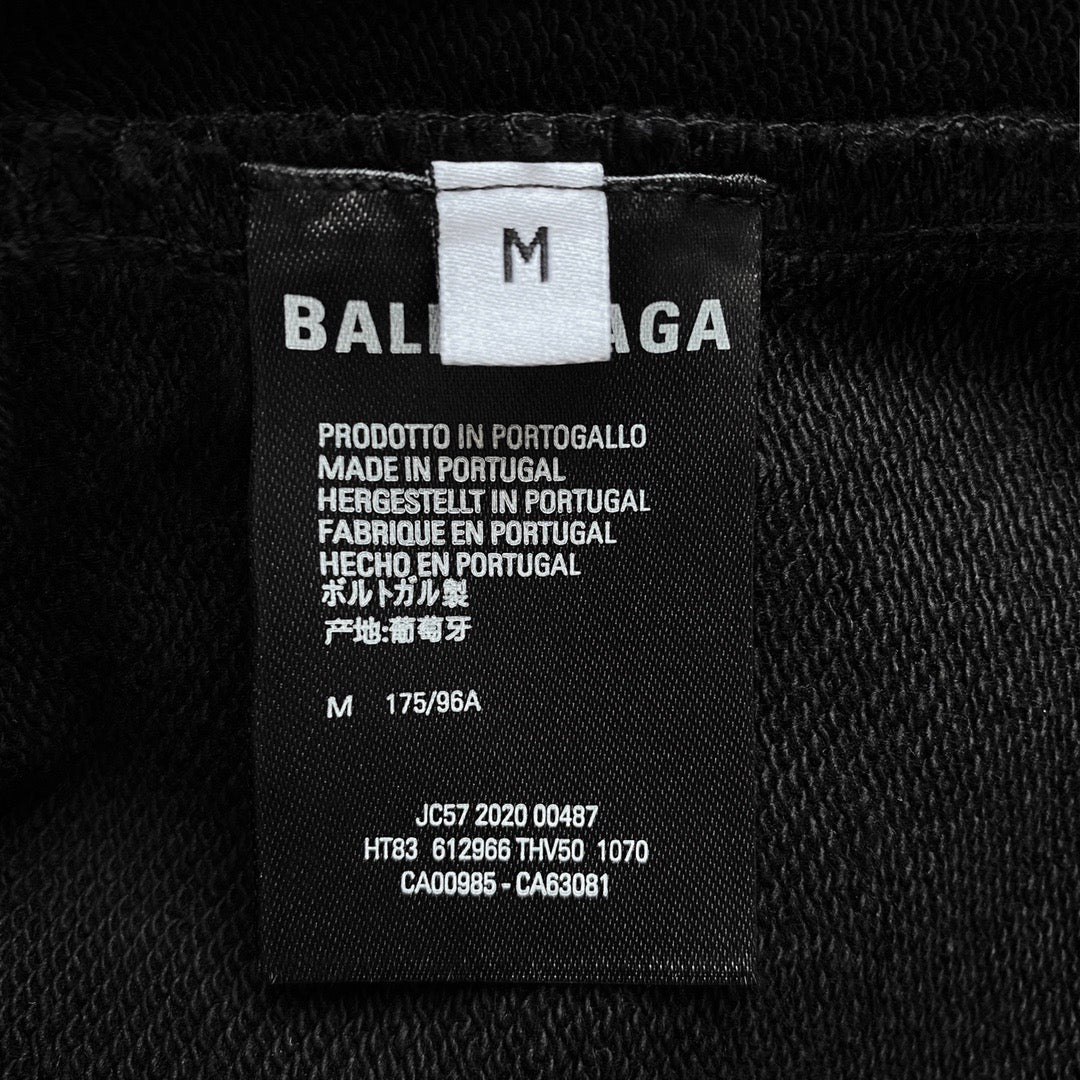 M
BAL AGA
PRODOTTO IN PORTOGALLO
MADE IN PORTUGAL
HERGESTELLT IN PORTUGAL
FABRIQUE EN PORTUGAL
HECHO EN PORTUGAL
ボルトガル製
产地:葡萄牙
M 175/96A
JC57 2020 00487
HT83 612966 THV50 1070
CA00985 - CA63081